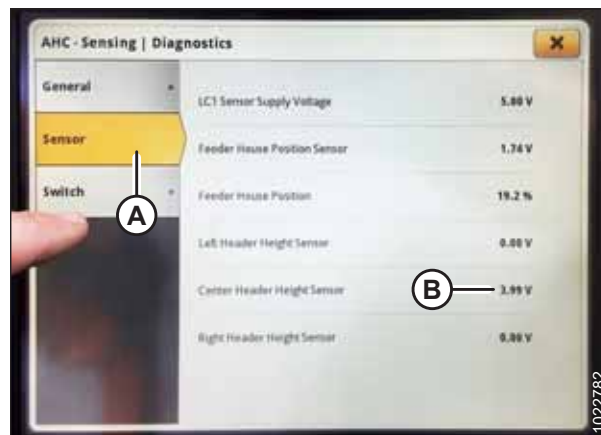 AHC - Sensing | Diagnostics
General
Sensor
Switch
A
LC1 Sensor Supply Voltage 5.00 V
Feeder House Position Sensor 1.74 V
Feeder House Position 19.2 %
Left Header Height Sensor 0.00 V
Center Header Height Sensor B 3.99 V
Right Header Height Sensor 0.00 V
1022782